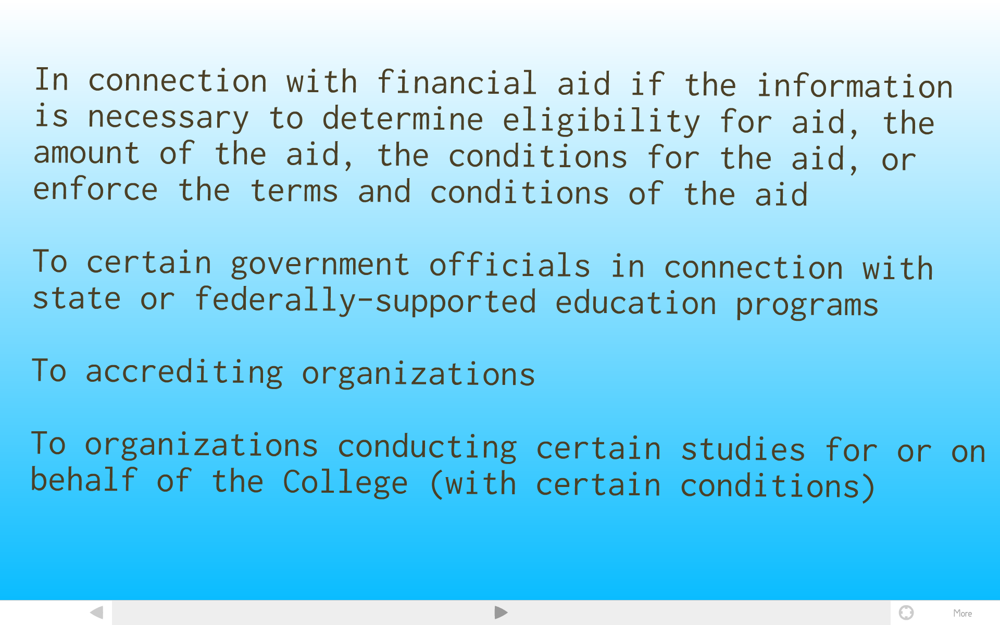 In connection with financial aid if the information
is necessary to determine eligibility for aid, the
amount of the aid, the conditions for the aid, or
enforce the terms and conditions of the aid
To certain government officials in connection with
state or federally-supported education programs
To accrediting organizations
To organizations conducting certain studies for or on
behalf of the College (with certain conditions)
More